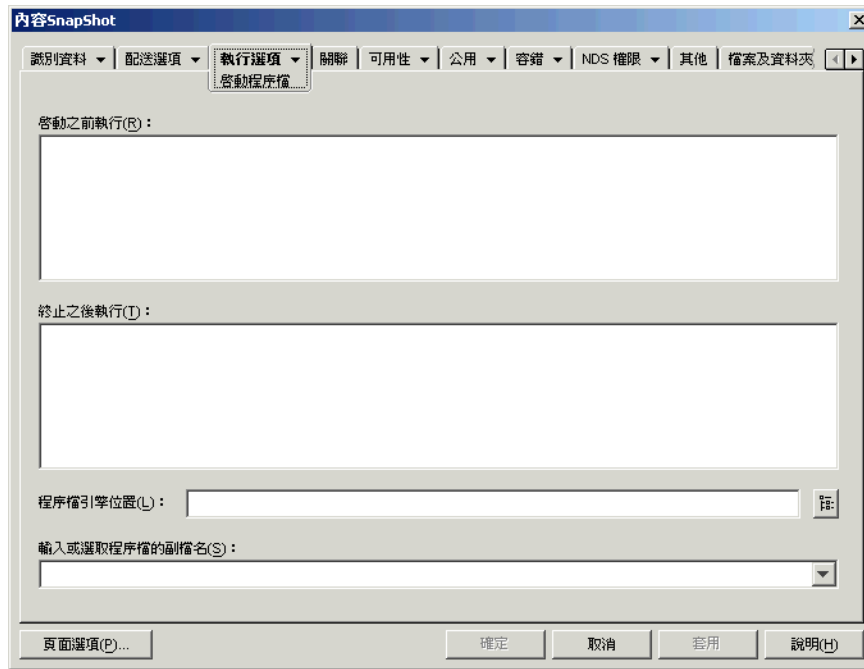 內容SnapShot
識別資料 配送選項 執行選項 關聯 可用性 公用 容錯 NDS 權限 其他 檔案及資料夾
啓動程序檔
啓動之前執行(R)：
終止之後執行(T)：
程序檔引擎位置(L)：
輸入或選取程序檔的副檔名(S)：
頁面選項(P)... 確定 取消 套用 說明(H)